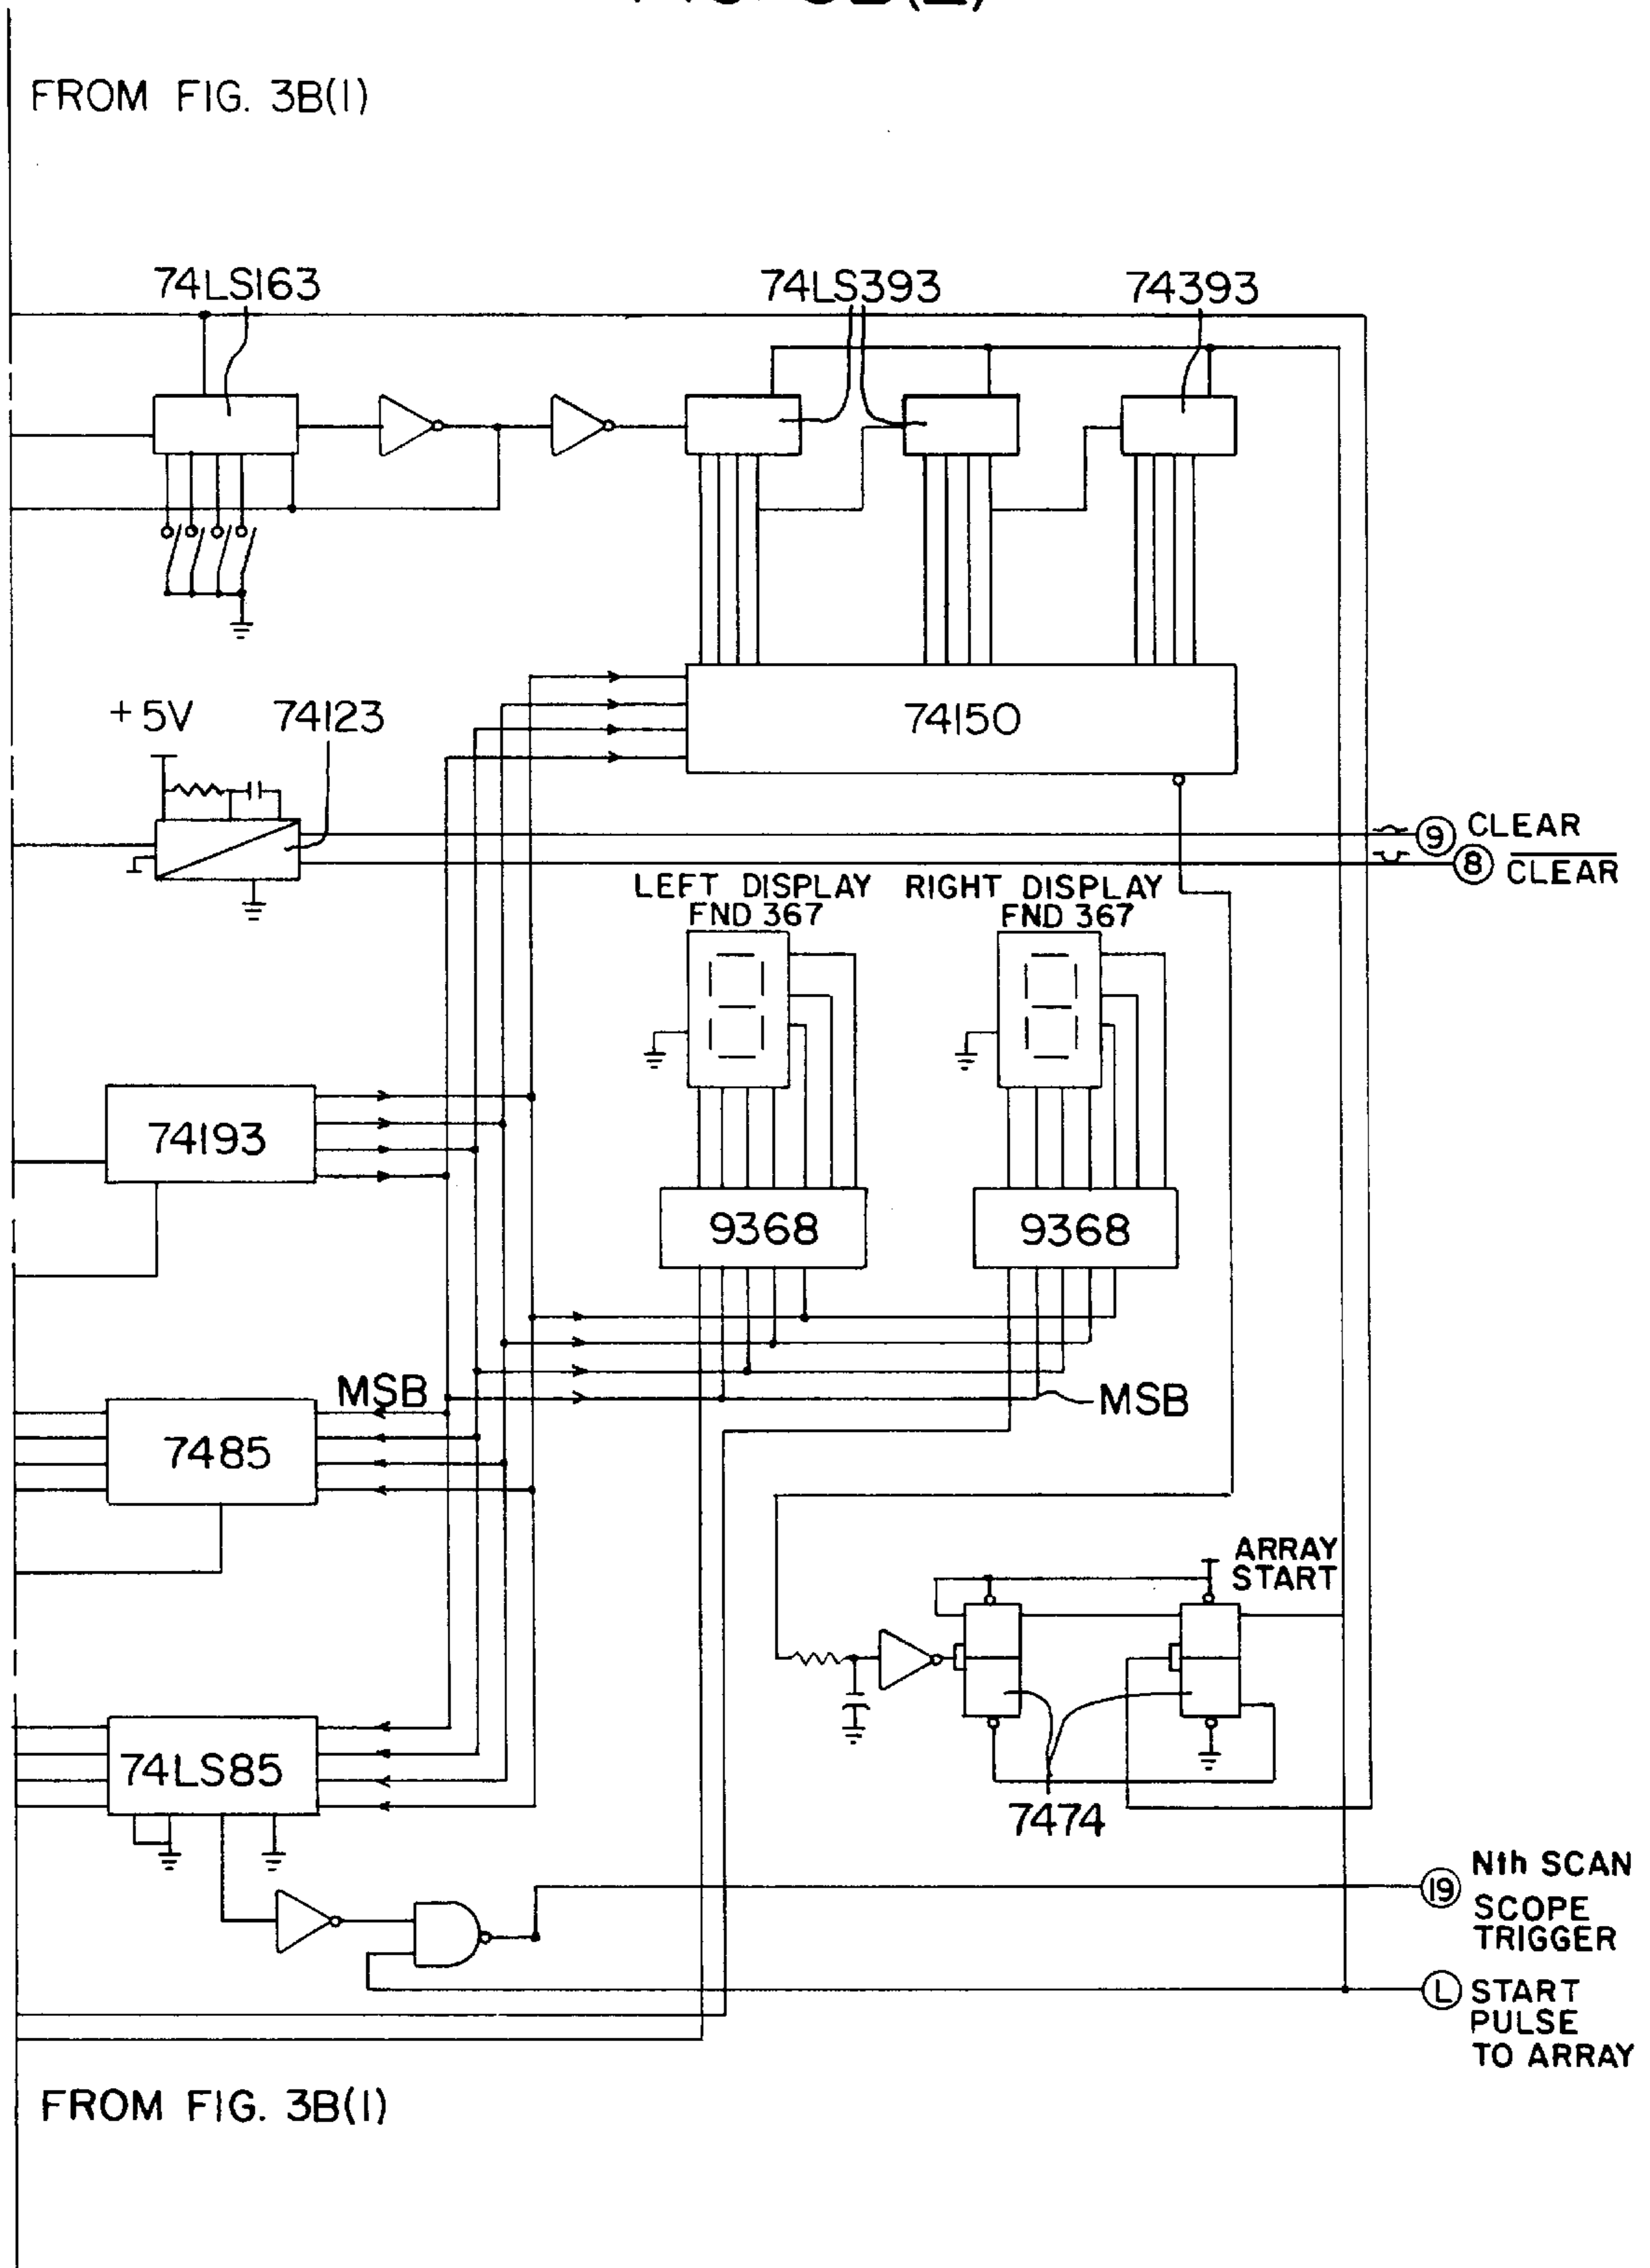 FROM FIG. 3B(1)
74LS163
74LS393
74393
+5V
74123
74150
9 CLEAR
8 CLEAR
LEFT DISPLAY
FND 367
RIGHT DISPLAY
FND 367
74193
9368
9368
MSB
MSB
7485
ARRAY
START
74LS85
7474
19
Nth SCAN
SCOPE
TRIGGER
L START
PULSE
TO ARRAY
FROM FIG. 3B(1)